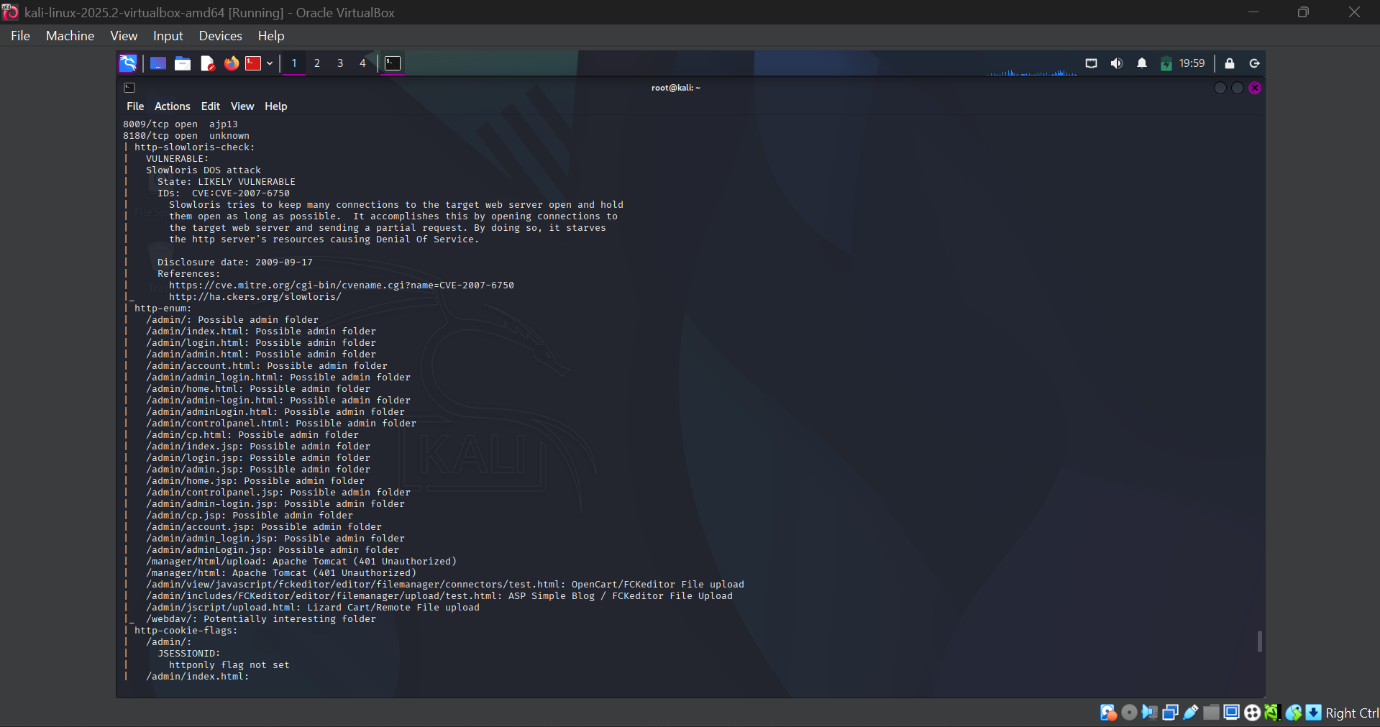 kali-linux-2025.2-virtualbox-amd64 [Running] - Oracle VirtualBox
File Machine View Input Devices Help
1 2 3 4 19:59
root@kali: ~
File Actions Edit View Help
8009/tcp open  ajp13
8180/tcp open  unknown
| http-slowloris-check:
|   VULNERABLE:
|   Slowloris DOS attack
|     State: LIKELY VULNERABLE
|     IDs:  CVE:CVE-2007-6750
|       Slowloris tries to keep many connections to the target web server open and hold
|       them open as long as possible.  It accomplishes this by opening connections to
|       the target web server and sending a partial request. By doing so, it starves
|       the http server's resources causing Denial Of Service.
|
|     Disclosure date: 2009-09-17
|     References:
|       https://cve.mitre.org/cgi-bin/cvename.cgi?name=CVE-2007-6750
|_      http://ha.ckers.org/slowloris/
| http-enum:
|   /admin/: Possible admin folder
|   /admin/index.html: Possible admin folder
|   /admin/login.html: Possible admin folder
|   /admin/admin.html: Possible admin folder
|   /admin/account.html: Possible admin folder
|   /admin/admin_login.html: Possible admin folder
|   /admin/home.html: Possible admin folder
|   /admin/admin-login.html: Possible admin folder
|   /admin/adminLogin.html: Possible admin folder
|   /admin/controlpanel.html: Possible admin folder
|   /admin/cp.html: Possible admin folder
|   /admin/index.jsp: Possible admin folder
|   /admin/login.jsp: Possible admin folder
|   /admin/admin.jsp: Possible admin folder
|   /admin/home.jsp: Possible admin folder
|   /admin/controlpanel.jsp: Possible admin folder
|   /admin/admin-login.jsp: Possible admin folder
|   /admin/cp.jsp: Possible admin folder
|   /admin/account.jsp: Possible admin folder
|   /admin/admin_login.jsp: Possible admin folder
|   /admin/adminLogin.jsp: Possible admin folder
|   /manager/html/upload: Apache Tomcat (401 Unauthorized)
|   /manager/html: Apache Tomcat (401 Unauthorized)
|   /admin/view/javascript/fckeditor/editor/filemanager/connectors/test.html: OpenCart/FCKeditor File upload
|   /admin/includes/FCKeditor/editor/filemanager/upload/test.html: ASP Simple Blog / FCKeditor File Upload
|   /admin/jscript/upload.html: Lizard Cart/Remote File upload
|_  /webdav/: Potentially interesting folder
| http-cookie-flags:
|   /admin/:
|     JSESSIONID:
|       httponly flag not set
|   /admin/index.html:
KALI
Right Ctrl